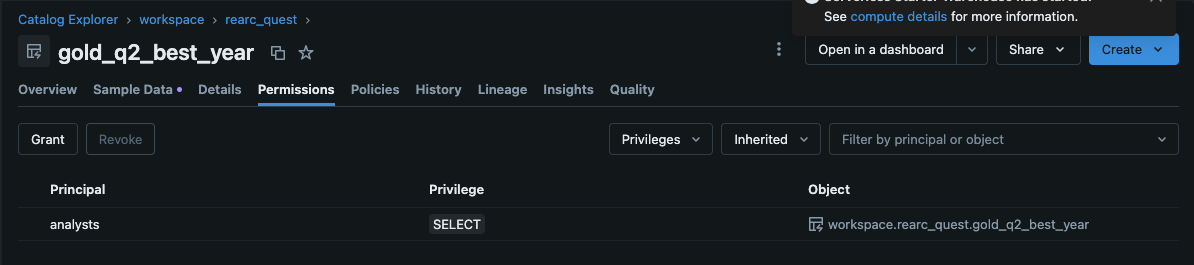 Catalog Explorer › workspace › rearc_quest ›
See compute details for more information.
gold_q2_best_year
Open in a dashboard
Share
Create
Overview Sample Data Details Permissions Policies History Lineage Insights Quality
Grant Revoke Privileges Inherited Filter by principal or object
Principal Privilege Object
analysts SELECT workspace.rearc_quest.gold_q2_best_year